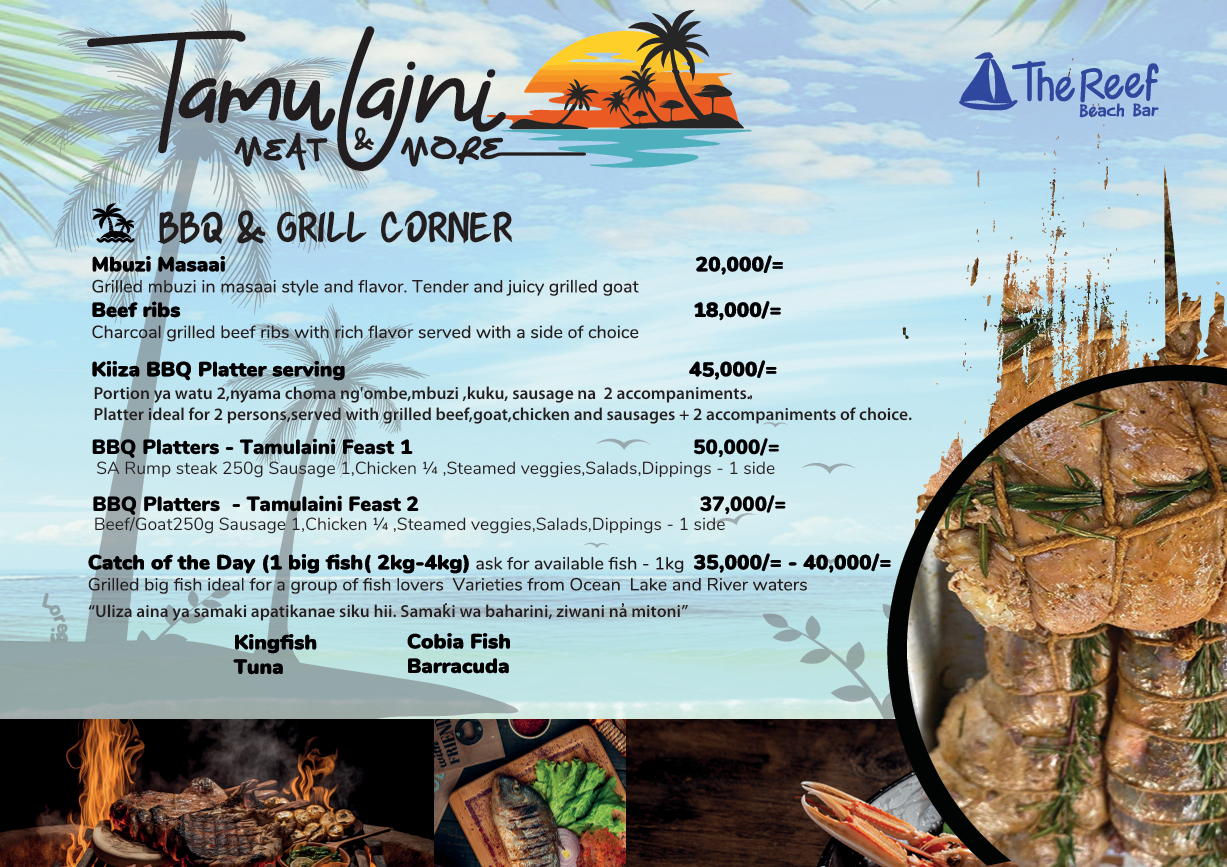 Tamulajni
MEAT & MORE
The Reef
Beach Bar
BBQ & GRILL CORNER
Mbuzi Masaai 20,000/=
Grilled mbuzi in masaai style and flavor. Tender and juicy grilled goat
Beef ribs 18,000/=
Charcoal grilled beef ribs with rich flavor served with a side of choice
Kiiza BBQ Platter serving 45,000/=
Portion ya watu 2,nyama choma ng'ombe,mbuzi ,kuku, sausage na 2 accompaniments.
Platter ideal for 2 persons,served with grilled beef,goat,chicken and sausages + 2 accompaniments of choice.
BBQ Platters - Tamulaini Feast 1 50,000/=
SA Rump steak 250g Sausage 1,Chicken ¼ ,Steamed veggies,Salads,Dippings - 1 side
BBQ Platters - Tamulaini Feast 2 37,000/=
Beef/Goat250g Sausage 1,Chicken ¼ ,Steamed veggies,Salads,Dippings - 1 side
Catch of the Day (1 big fish( 2kg-4kg) ask for available fish - 1kg 35,000/= - 40,000/=
Grilled big fish ideal for a group of fish lovers Varieties from Ocean Lake and River waters
“Uliza aina ya samaki apatikanae siku hii. Samaki wa baharini, ziwani na mitoni”
Kingfish Cobia Fish
Tuna Barracuda